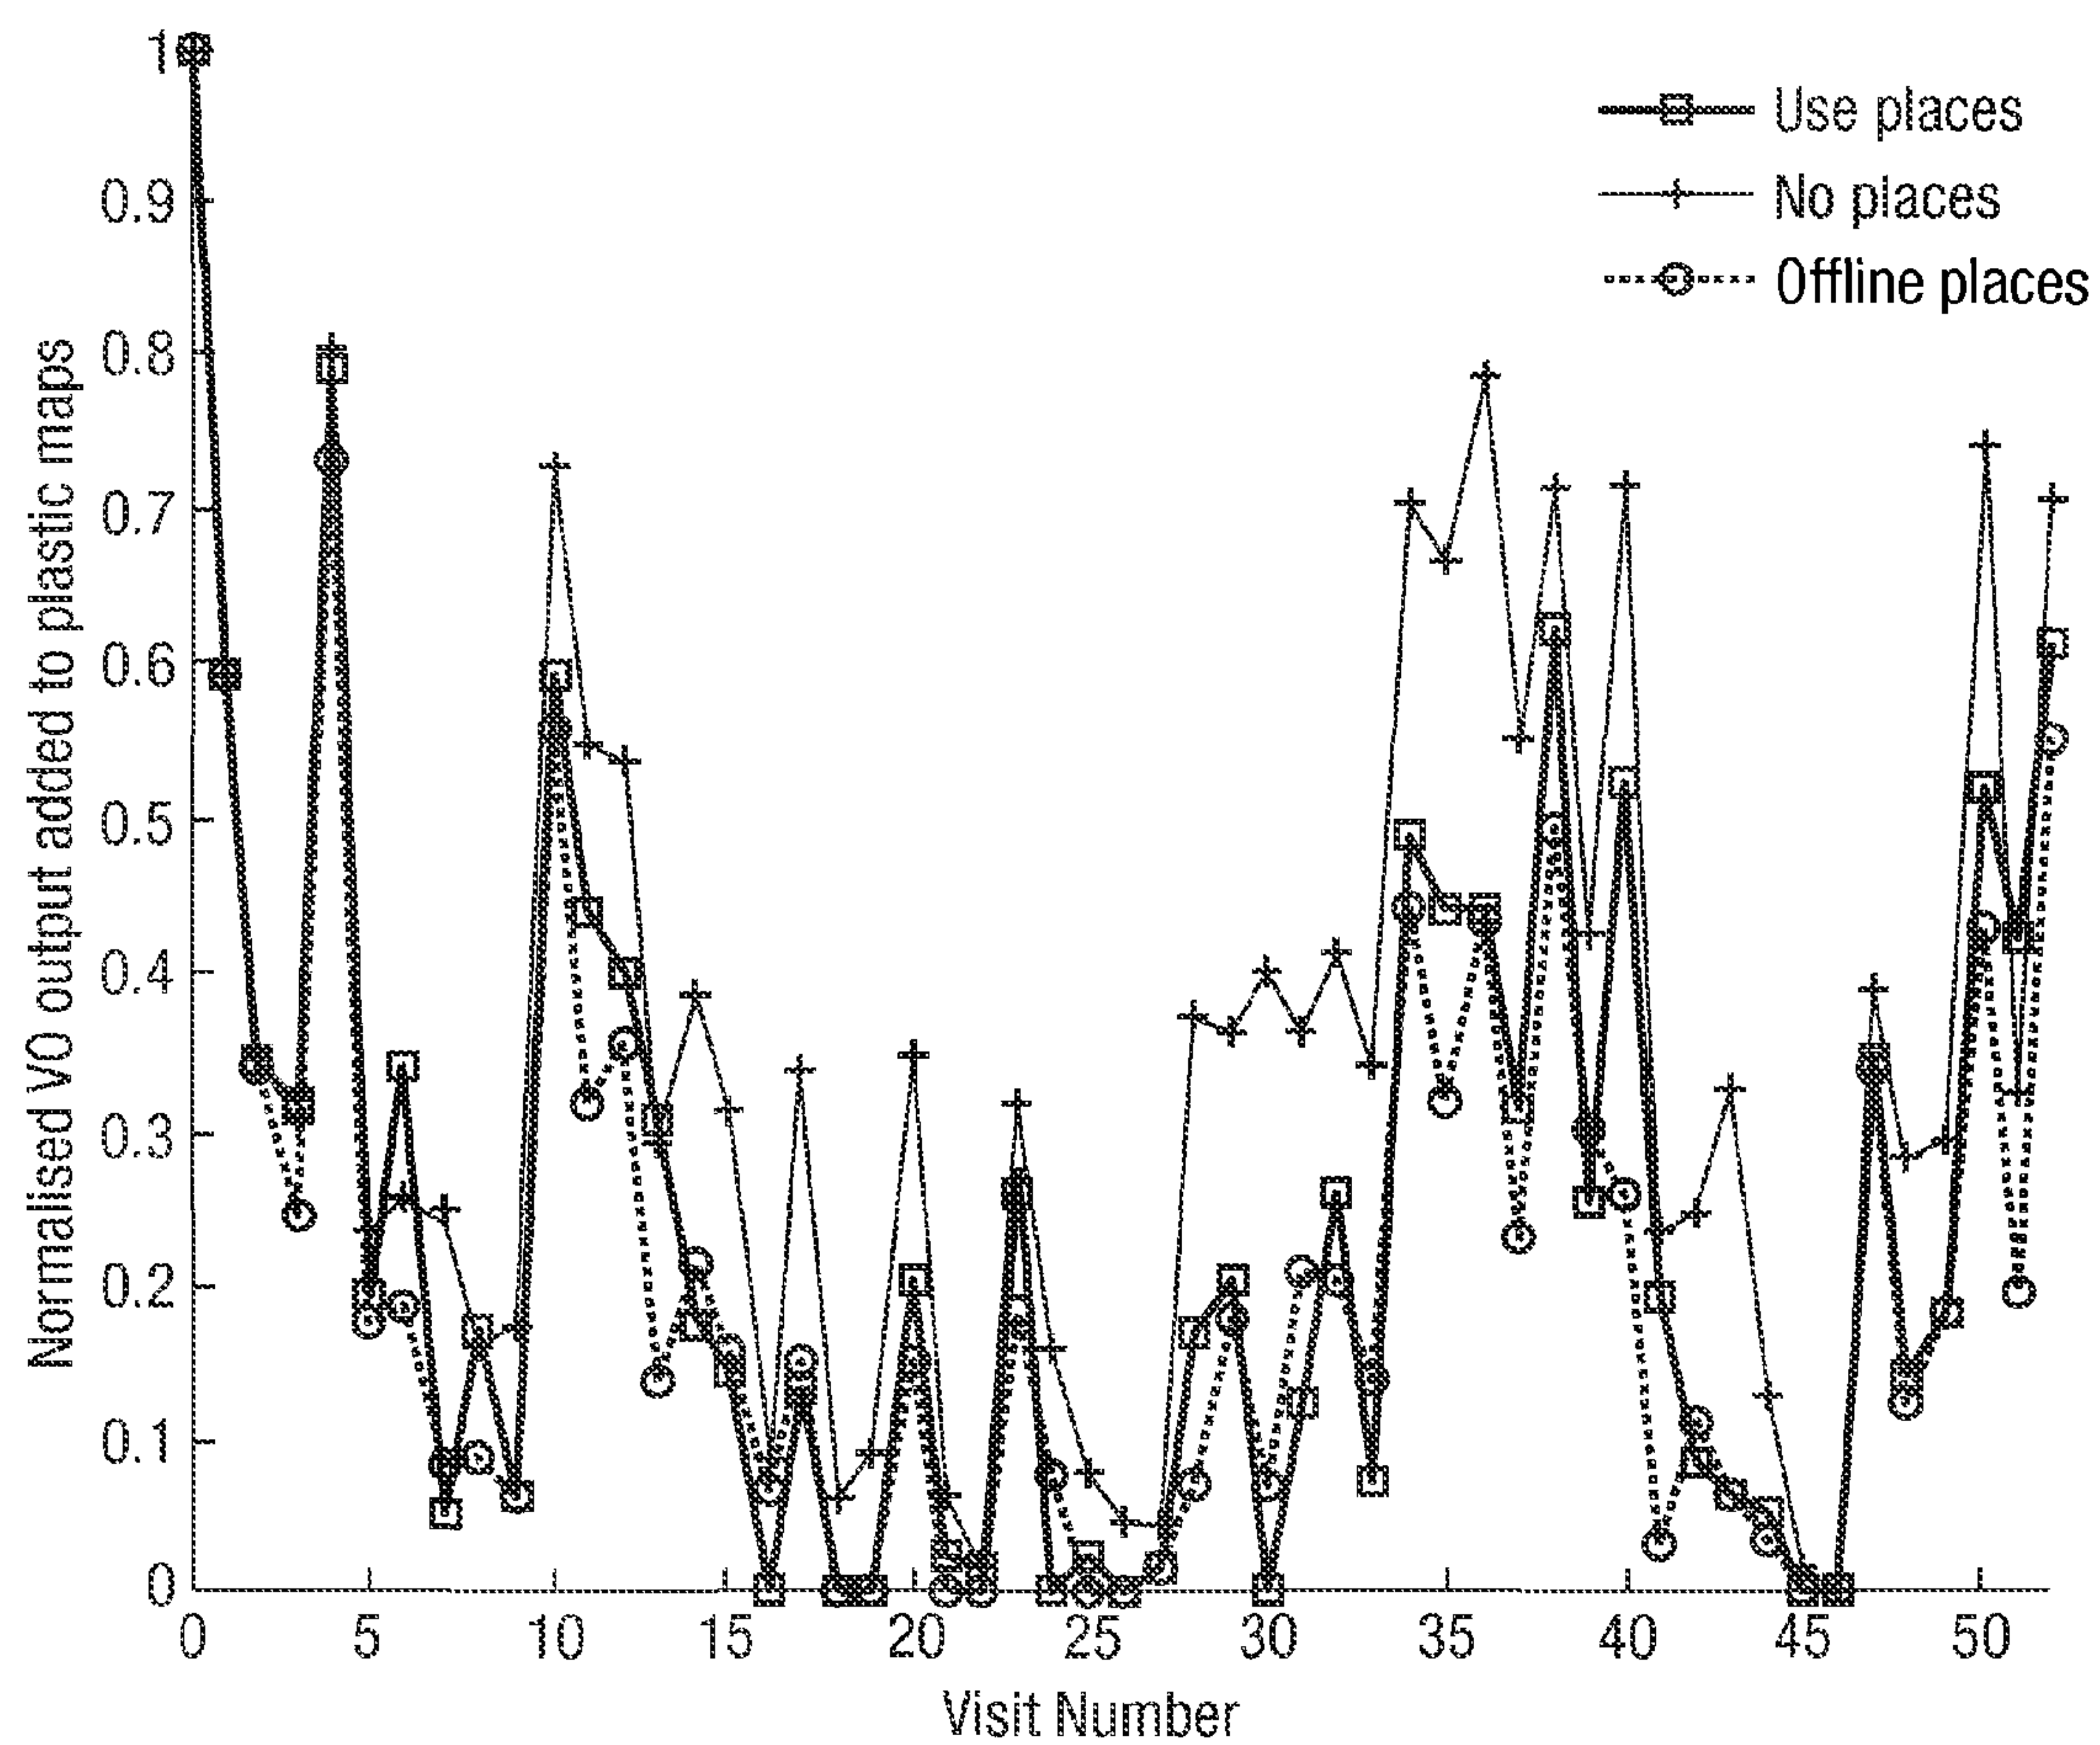 1
0.9
0.8
0.7
0.6
0.5
0.4
0.3
0.2
0.1
0
Normalised VO output added to plastic maps
Use places
No places
Offline places
0 5 10 15 20 25 30 35 40 45 50
Visit Number